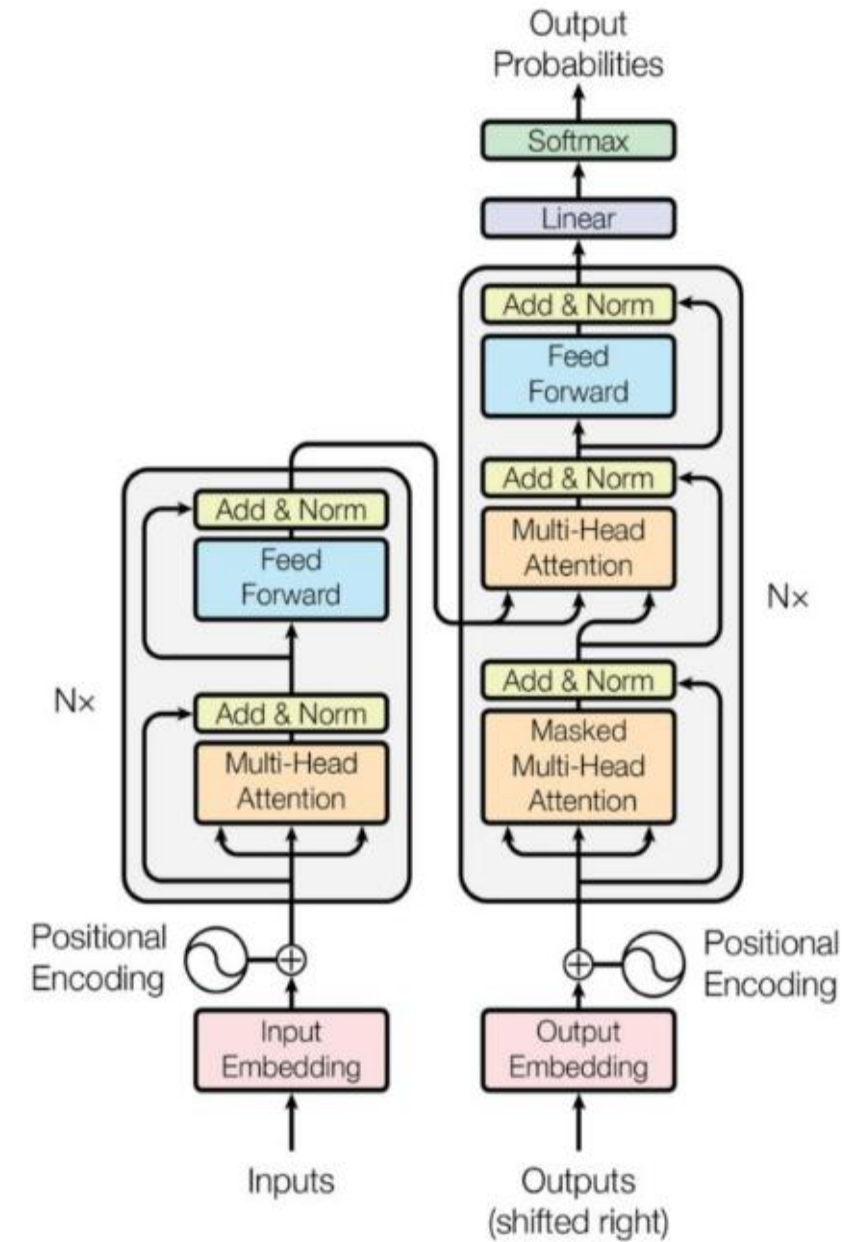 Output
Probabilities
Softmax
Linear
Add & Norm
Feed
Forward
Add & Norm
Multi-Head
Attention
Add & Norm
Masked
Multi-Head
Attention
Nx
Add & Norm
Feed
Forward
Add & Norm
Multi-Head
Attention
Nx
Positional
Encoding
Positional
Encoding
Input
Embedding
Output
Embedding
Inputs
Outputs
(shifted right)